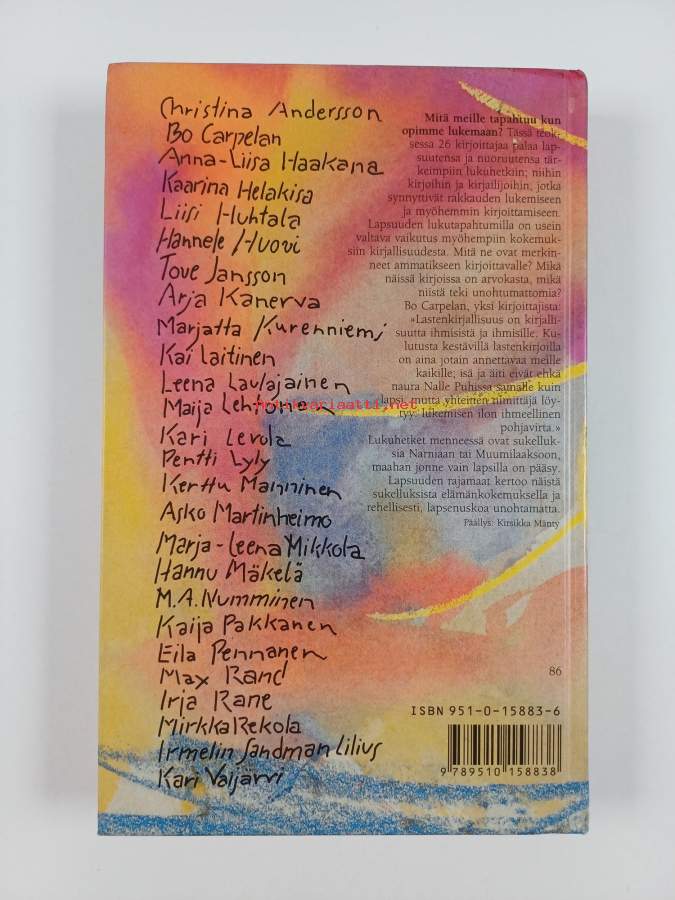 Christina Andersson
Bo Carpelan
Anna-Liisa Haakana
Kaarina Helakisa
Liisi Huhtala
Hannele Huovi
Tove Jansson
Arja Kanerva
Marjatta Kurenniemi
Kai Laitinen
Leena Laulajainen
Maija Lehtonen
Kari Levola
Pentti Lyly
Kerttu Manninen
Asko Martinheimo
Marja-Leena Mikkola
Hannu Mäkelä
M.A. Numminen
Kaija Pakkanen
Eila Pennanen
Max Rand
Irja Rane
Mirkka Rekola
Irmelin Sandman Lilius
Kari Vaijärvi
Mitä meille tapahtuu kun
opimme lukemaan? Tässä teok-
sessa 26 kirjoittajaa palaa lap-
suutensa ja nuoruutensa tär-
keimpiin lukuhetkiin; niihin
kirjoihin ja kirjailijoihin, jotka
synnyttivät rakkauden lukemiseen
ja myöhemmin kirjoittamiseen.
Lapsuuden lukutapahtumilla on usein
valtava vaikutus myöhempiin kokemuk-
siin kirjallisuudesta. Mitä ne ovat merkin-
neet ammatikseen kirjoittavalle? Mikä
näissä kirjoissa on arvokasta, mikä
niistä teki unohtumattomia?
Bo Carpelan, yksi kirjoittajista:
»Lastenkirjallisuus on kirjalli-
suutta ihmisistä ja ihmisille. Ku-
lutusta kestävillä lastenkirjoilla
on aina jotain annettavaa meille
kaikille; isä ja äiti eivät ehkä
naura Nalle Puhissa samalle kuin
lapsi, mutta yhteinen nimittäjä löy-
tyy: lukemisen ilon ihmeellinen
pohjavirta.»
Lukuhetket menneessä ovat sukelluk-
sia Narniaan tai Muumilaaksoon,
maahan jonne vain lapsilla on pääsy.
Lapsuuden rajamaat kertoo näistä
sukelluksista elämänkokemuksella ja
rehellisesti, lapsenuskoa unohtamatta.
Päällys: Kirsikka Mänty
antikvariaatti.net
86
ISBN 951-0-15883-6
9 789510 158838